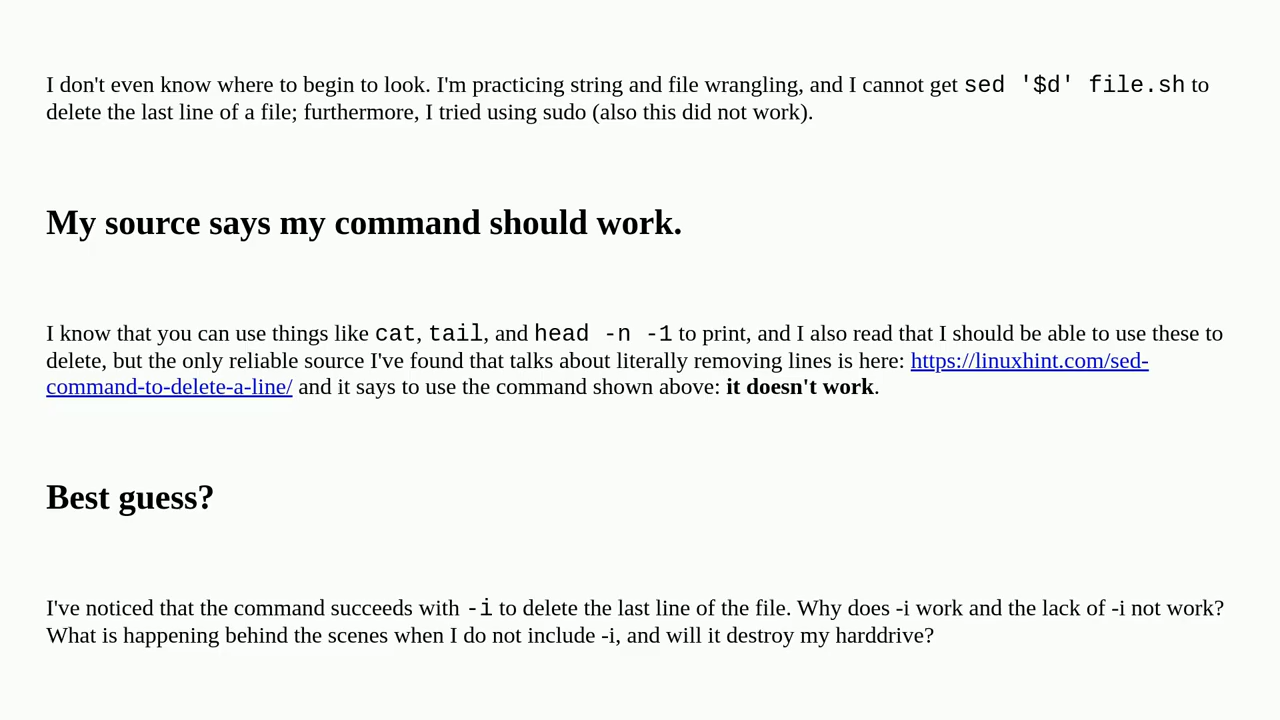 I don't even know where to begin to look. I'm practicing string and file wrangling, and I cannot get sed '$d' file.sh to
delete the last line of a file; furthermore, I tried using sudo (also this did not work).
My source says my command should work.
I know that you can use things like cat, tail, and head -n -1 to print, and I also read that I should be able to use these to
delete, but the only reliable source I've found that talks about literally removing lines is here: https://linuxhint.com/sed-
command-to-delete-a-line/ and it says to use the command shown above: it doesn't work.
Best guess?
I've noticed that the command succeeds with -i to delete the last line of the file. Why does -i work and the lack of -i not work?
What is happening behind the scenes when I do not include -i, and will it destroy my harddrive?